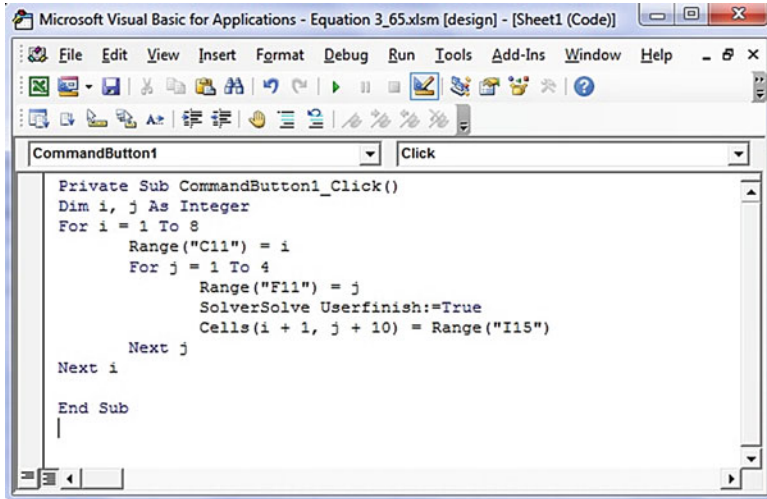 Microsoft Visual Basic for Applications - Equation 3_65.xlsm [design] - [Sheet1 (Code)]
File Edit View Insert Format Debug Run Tools Add-Ins Window Help
CommandButton1 Click
Private Sub CommandButton1_Click()
Dim i, j As Integer
For i = 1 To 8
Range("C11") = i
For j = 1 To 4
Range("F11") = j
SolverSolve Userfinish:=True
Cells(i + 1, j + 10) = Range("I15")
Next j
Next i
End Sub